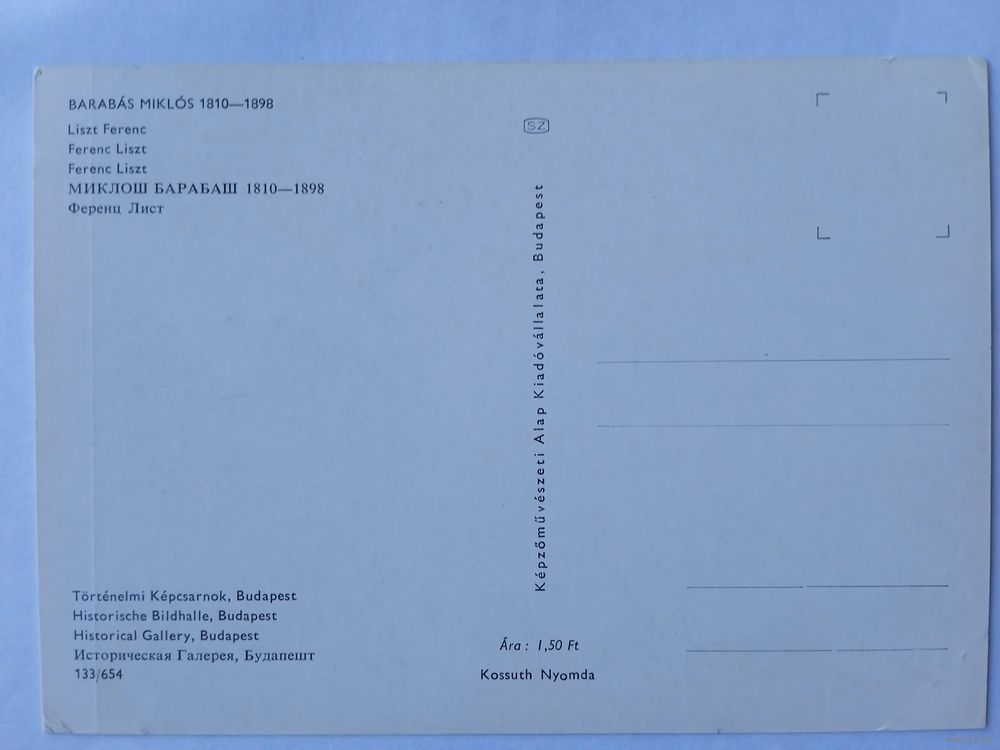 BARABÁS MIKLÓS 1810—1898
Liszt Ferenc
Ferenc Liszt
Ferenc Liszt
МИКЛОШ БАРАБАШ 1810—1898
Ференц Лист
SZ
Képzőművészeti Alap Kiadóvállalata, Budapest
Történelmi Képcsarnok, Budapest
Historische Bildhalle, Budapest
Historical Gallery, Budapest
Историческая Галерея, Будапешт
133/654
Ára: 1,50 Ft
Kossuth Nyomda